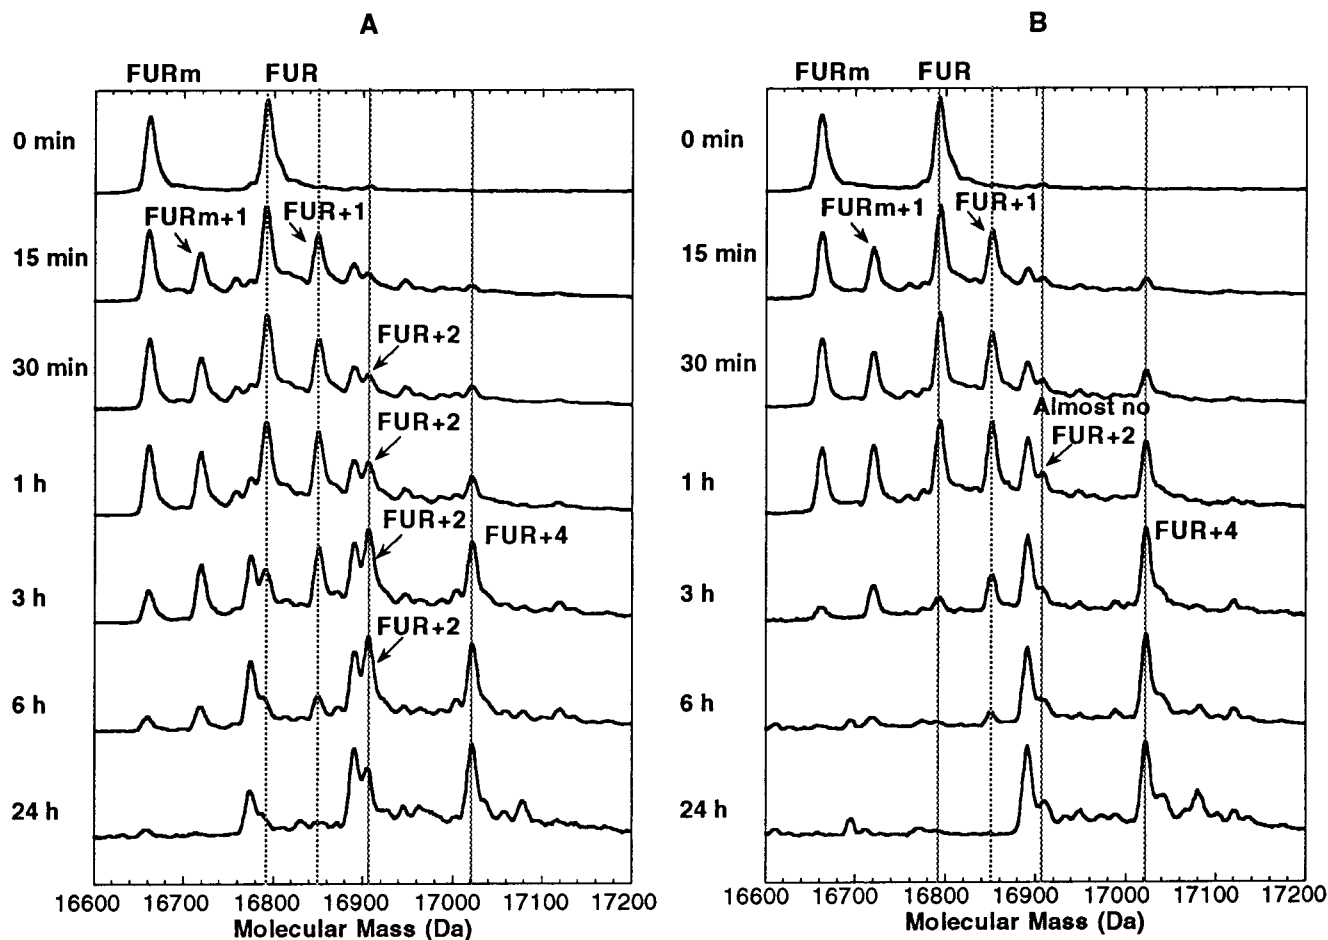 A
FURm FUR
0 min
FURm+1 FUR+1
15 min
FUR+2
30 min
FUR+2
1 h
FUR+2 FUR+4
3 h
FUR+2
6 h
24 h
16600 16700 16800 16900 17000 17100 17200
Molecular Mass (Da)
B
FURm FUR
0 min
FURm+1 FUR+1
15 min
30 min
Almost no
FUR+2
1 h
FUR+4
3 h
6 h
24 h
16600 16700 16800 16900 17000 17100 17200
Molecular Mass (Da)